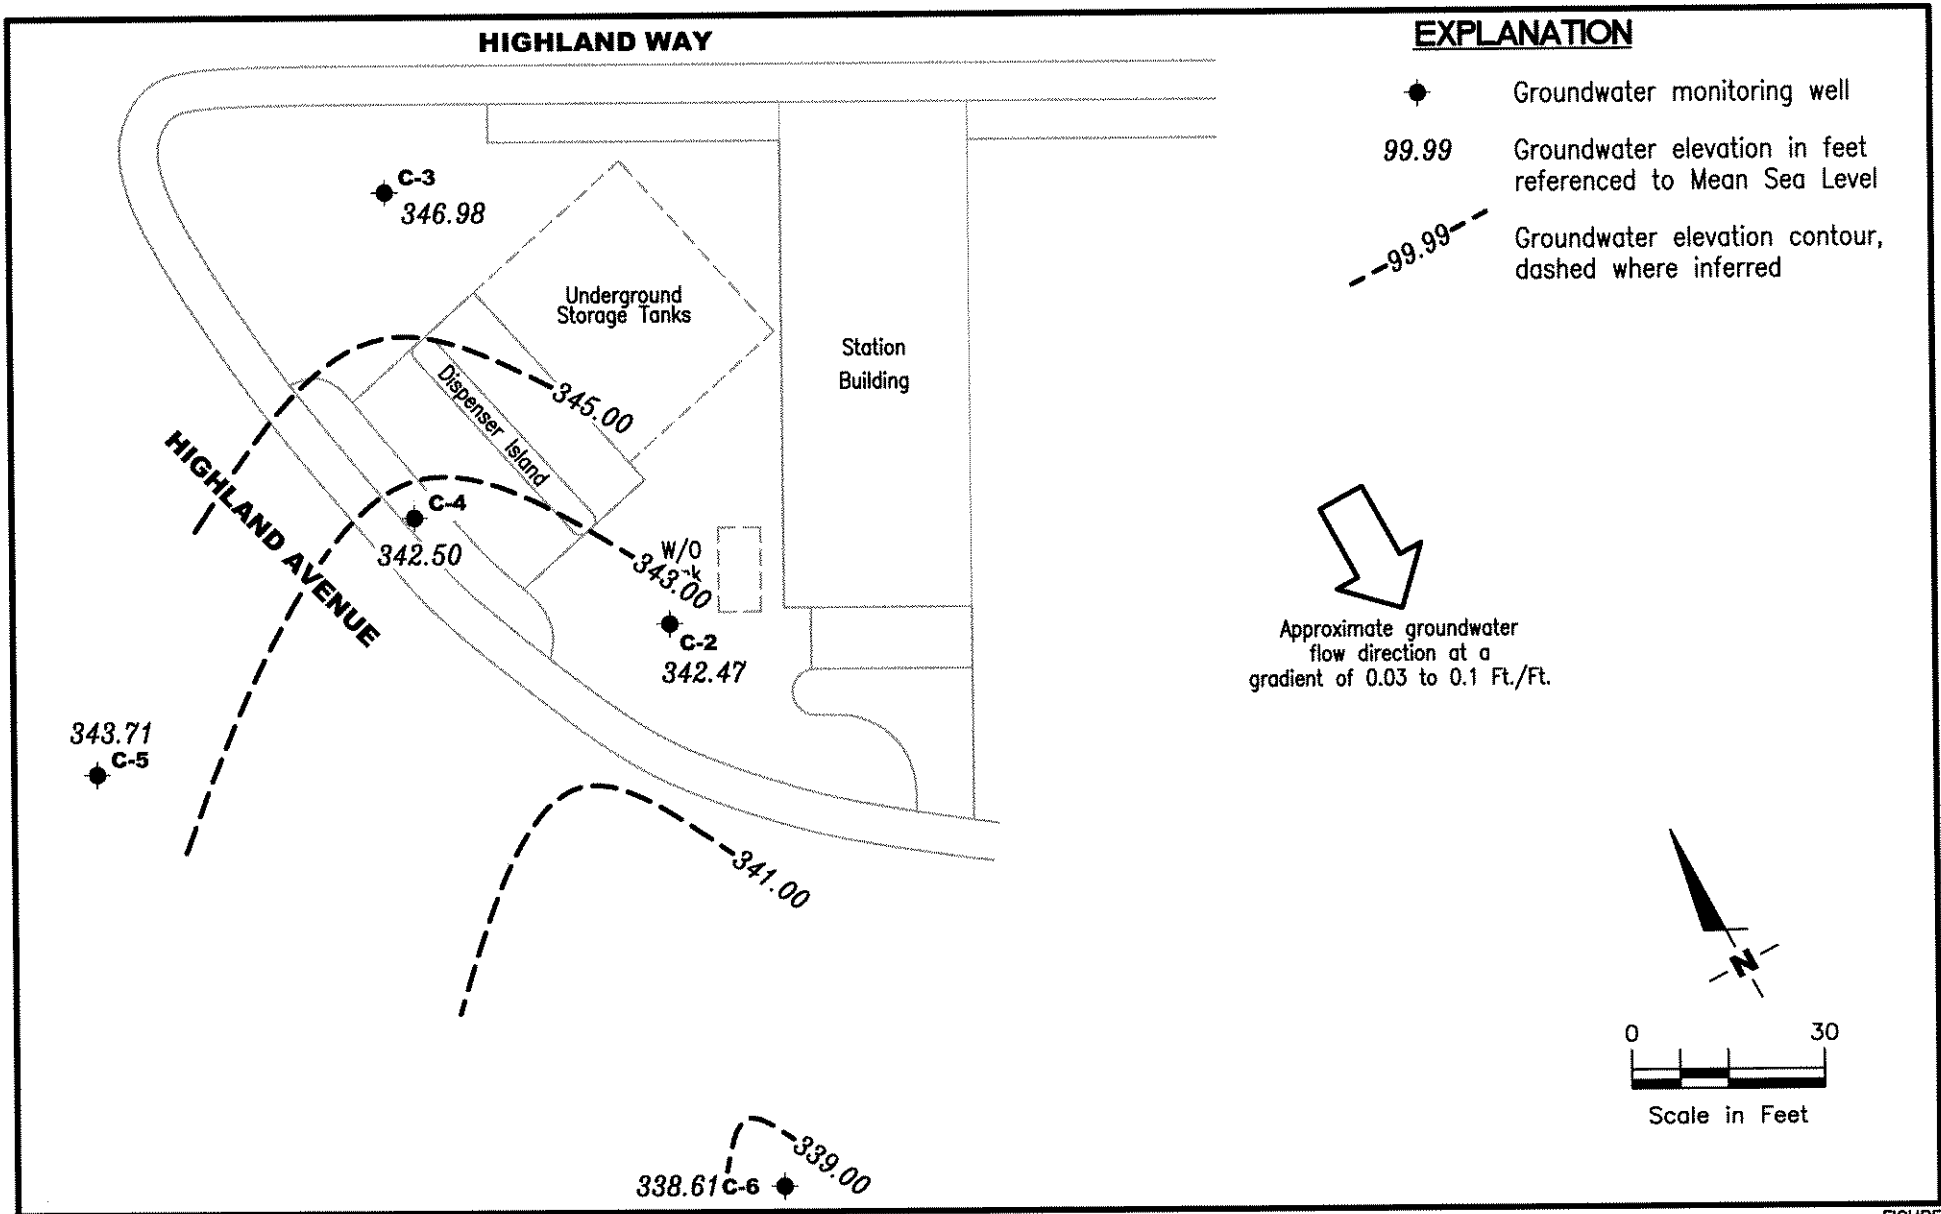 HIGHLAND WAY
EXPLANATION
Groundwater monitoring well
99.99
Groundwater elevation in feet
referenced to Mean Sea Level
99.99
Groundwater elevation contour,
dashed where inferred
C-3
346.98
Underground
Storage Tanks
Station
Building
Dispenser Island
345.00
HIGHLAND AVENUE
C-4
342.50
W/O
343.00
C-2
342.47
Approximate groundwater
flow direction at a
gradient of 0.03 to 0.1 Ft./Ft.
343.71
C-5
341.00
N
0 30
Scale in Feet
339.00
338.61 C-6
FIGURE